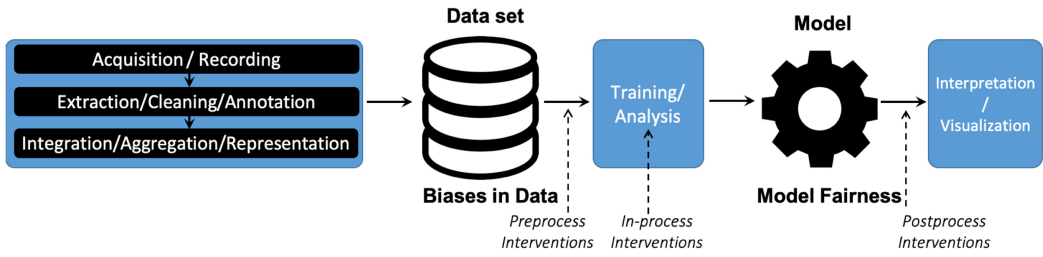 Acquisition / Recording
Extraction/Cleaning/Annotation
Integration/Aggregation/Representation
Data set
Biases in Data
Preprocess
Interventions
Training/
Analysis
In-process
Interventions
Model
Model Fairness
Postprocess
Interventions
Interpretation
/
Visualization